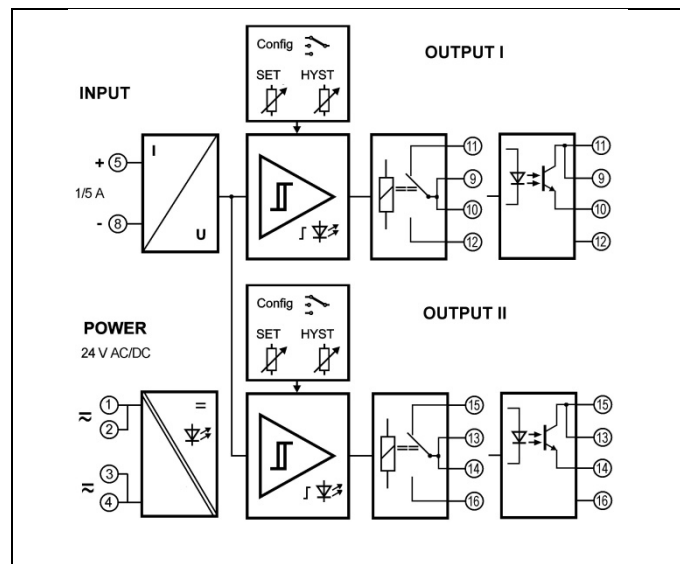 Config
OUTPUT I
SET HYST
INPUT
I
+ 5
1/5 A
- 8
U
11
9
10
12
11
9
10
12
Config
OUTPUT II
SET HYST
POWER
24 V AC/DC
1
2
3
4
=
15
13
14
16
15
13
14
16